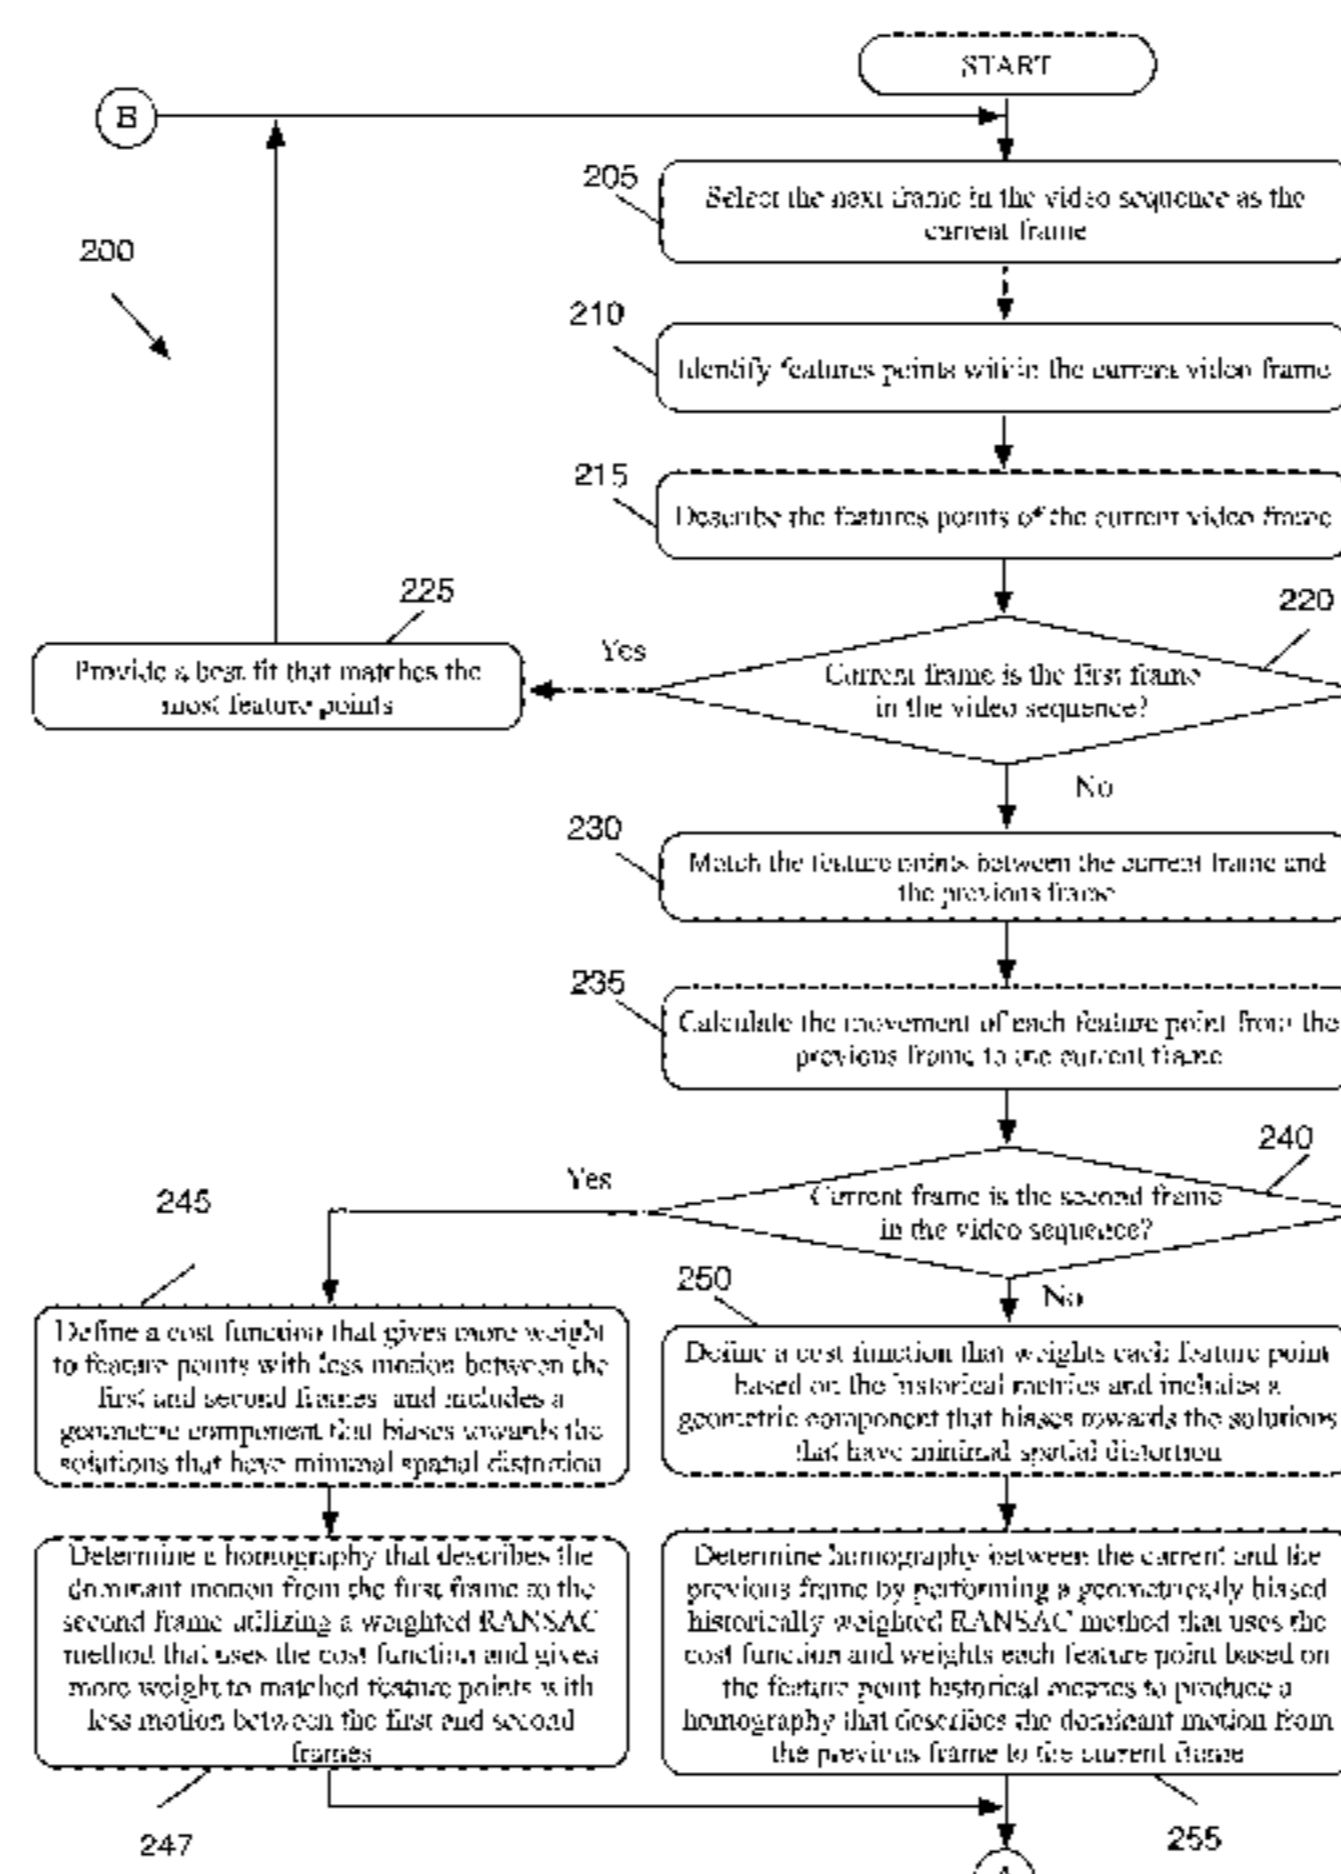 START
B
205
Select the next frame in the video sequence as the
current frame
200
210
Identify features points within the current video frame
215
Describe the features points of the current video frame
225
220
Yes
Provide a best fit that matches the
most feature points
Current frame is the first frame
in the video sequence?
No
230
Match the feature points between the current frame and
the previous frame
235
Calculate the movement of each feature point from the
previous frame to the current frame
240
Yes
Current frame is the second frame
in the video sequence?
245
250
No
Define a cost function that gives more weight
to feature points with less motion between the
first and second frames and includes a
geometric component that biases towards the
solutions that have minimal spatial distortion
Define a cost function that weights each feature point
based on the historical metrics and includes a
geometric component that biases towards the solutions
that have minimal spatial distortion
Determine a homography that describes the
dominant motion from the first frame to the
second frame utilizing a weighted RANSAC
method that uses the cost function and gives
more weight to matched feature points with
less motion between the first and second
frames
Determine homography between the current and the
previous frame by performing a geometrically biased
historically weighted RANSAC method that uses the
cost function and weights each feature point based on
the feature point historical metrics to produce a
homography that describes the dominant motion from
the previous frame to the current frame
247
255